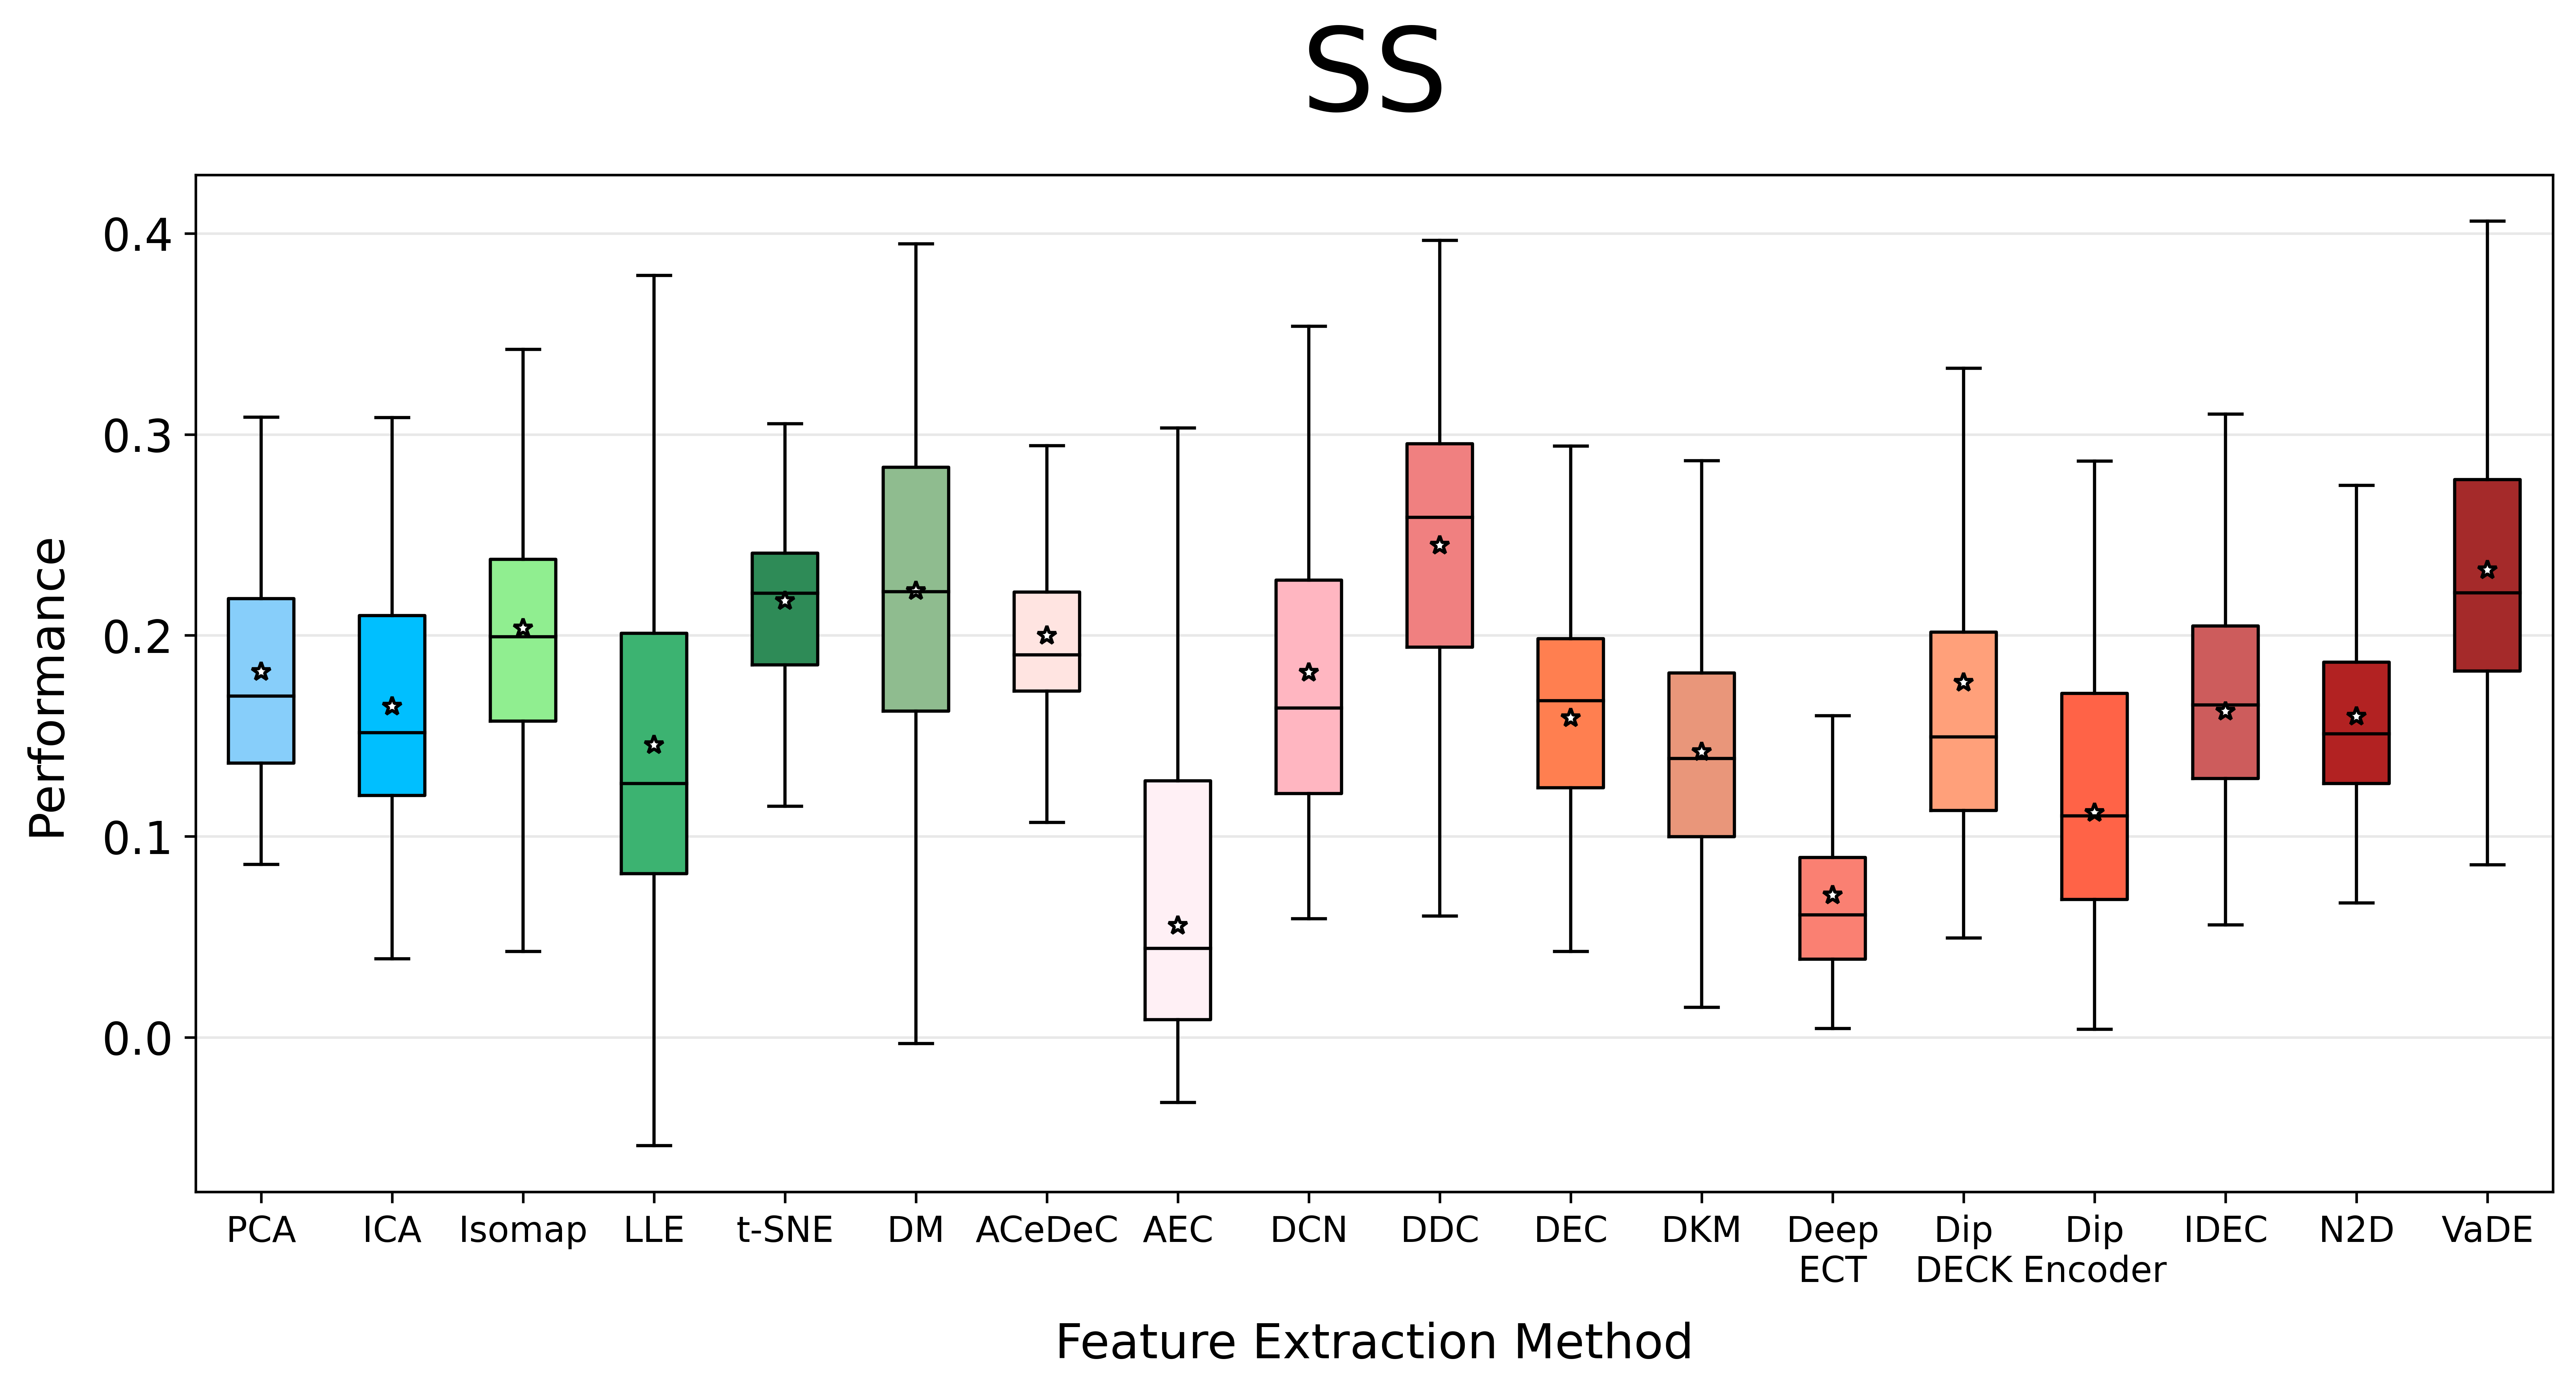 SS
Performance
0.4
0.3
0.2
0.1
0.0
PCA ICA Isomap LLE t-SNE DM ACeDeC AEC DCN DDC DEC DKM Deep Dip Dip IDEC N2D VaDE
ECT DECK Encoder
Feature Extraction Method